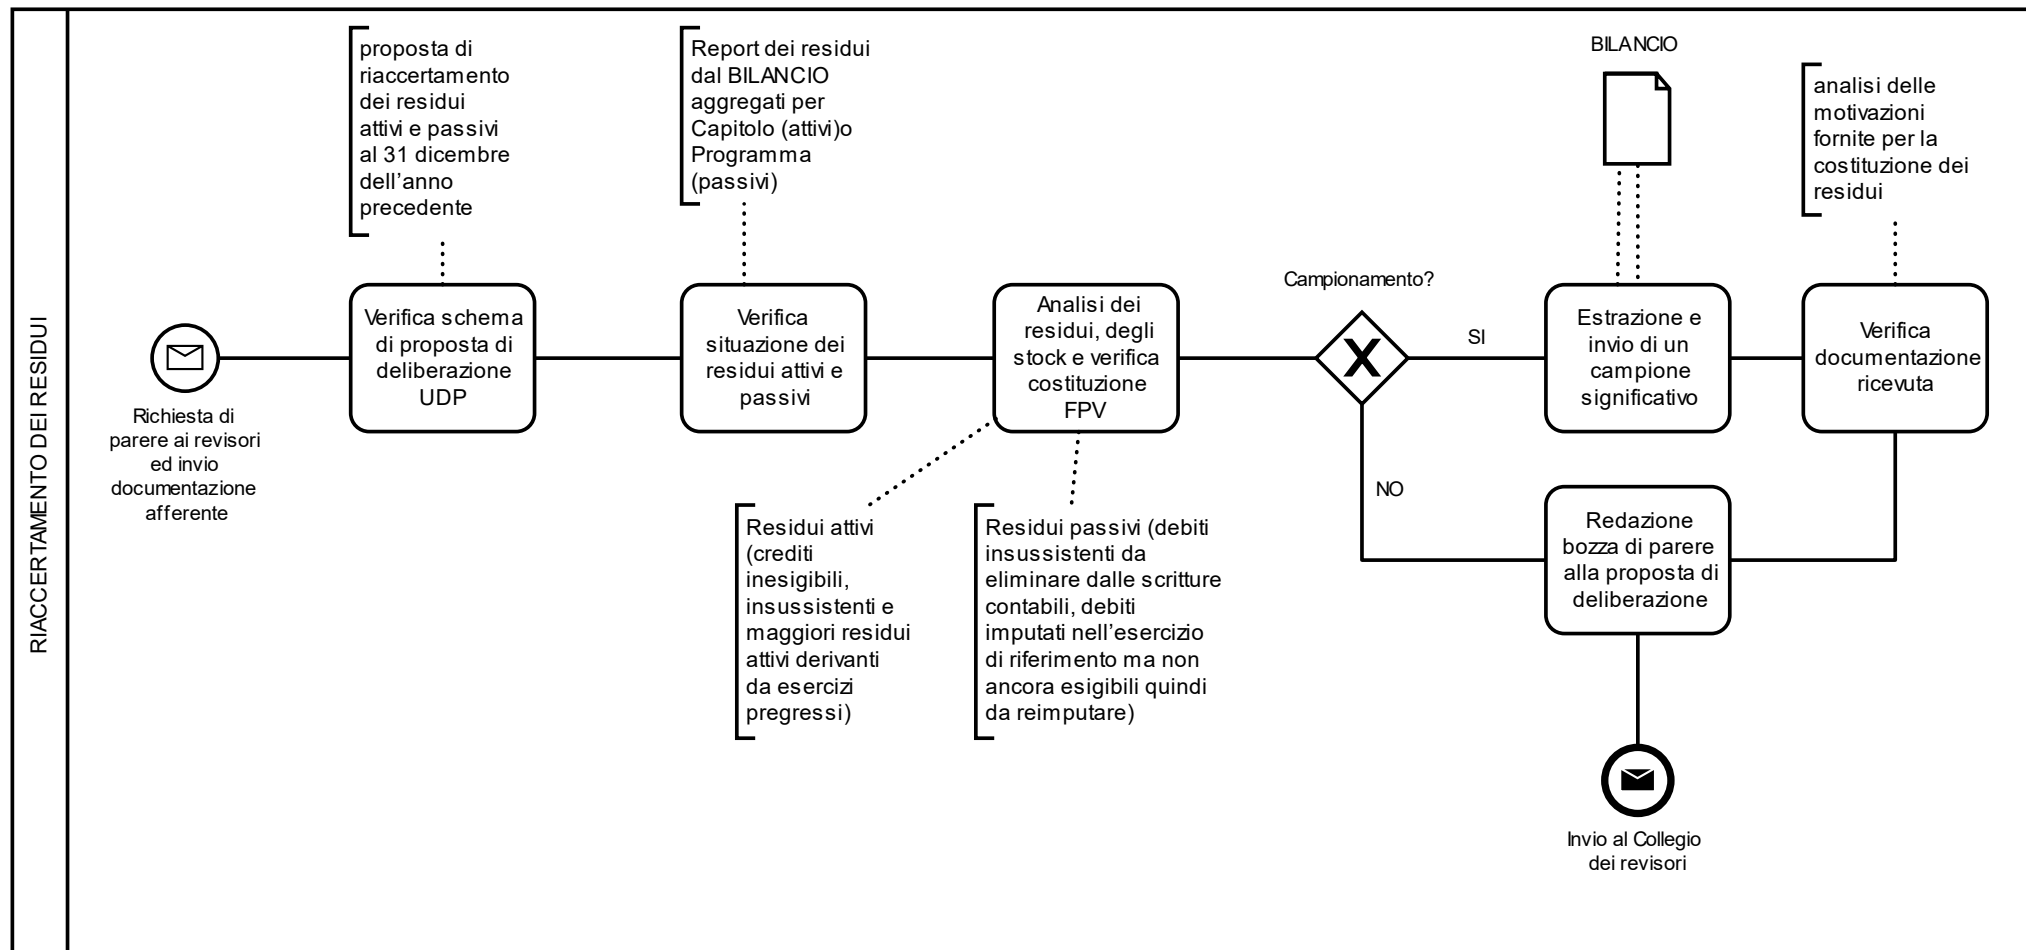 RIACCERTAMENTO DEI RESIDUI
Richiesta di
parere ai revisori
ed invio
documentazione
afferente
proposta di
riaccertamento
dei residui
attivi e passivi
al 31 dicembre
dell'anno
precedente
Verifica schema
di proposta di
deliberazione
UDP
Report dei residui
dal BILANCIO
aggregati per
Capitolo (attivi)o
Programma
(passivi)
Verifica
situazione dei
residui attivi e
passivi
Analisi dei
residui, degli
stock e verifica
costituzione
FPV
Residui attivi
(crediti
inesigibili,
insussistenti e
maggiori residui
attivi derivanti
da esercizi
pregressi)
Residui passivi (debiti
insussistenti da
eliminare dalle scritture
contabili, debiti
imputati nell'esercizio
di riferimento ma non
ancora esigibili quindi
da reimputare)
Campionamento?
SI
NO
BILANCIO
Estrazione e
invio di un
campione
significativo
analisi delle
motivazioni
fornite per la
costituzione dei
residui
Verifica
documentazione
ricevuta
Redazione
bozza di parere
alla proposta di
deliberazione
Invio al Collegio
dei revisori